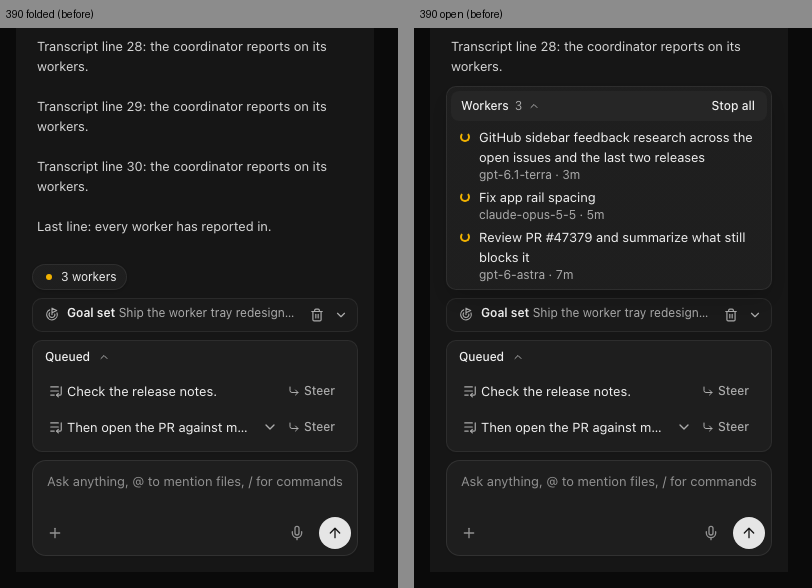 390 folded (before)
Transcript line 28: the coordinator reports on its
workers.
Transcript line 29: the coordinator reports on its
workers.
Transcript line 30: the coordinator reports on its
workers.
Last line: every worker has reported in.
3 workers
Goal set Ship the worker tray redesign...
Queued
Check the release notes.
Steer
Then open the PR against m...
Steer
Ask anything, @ to mention files, / for commands
390 open (before)
Transcript line 28: the coordinator reports on its
workers.
Workers 3
Stop all
GitHub sidebar feedback research across the
open issues and the last two releases
gpt-6.1-terra · 3m
Fix app rail spacing
claude-opus-5-5 · 5m
Review PR #47379 and summarize what still
blocks it
gpt-6-astra · 7m
Goal set Ship the worker tray redesign...
Queued
Check the release notes.
Steer
Then open the PR against m...
Steer
Ask anything, @ to mention files, / for commands